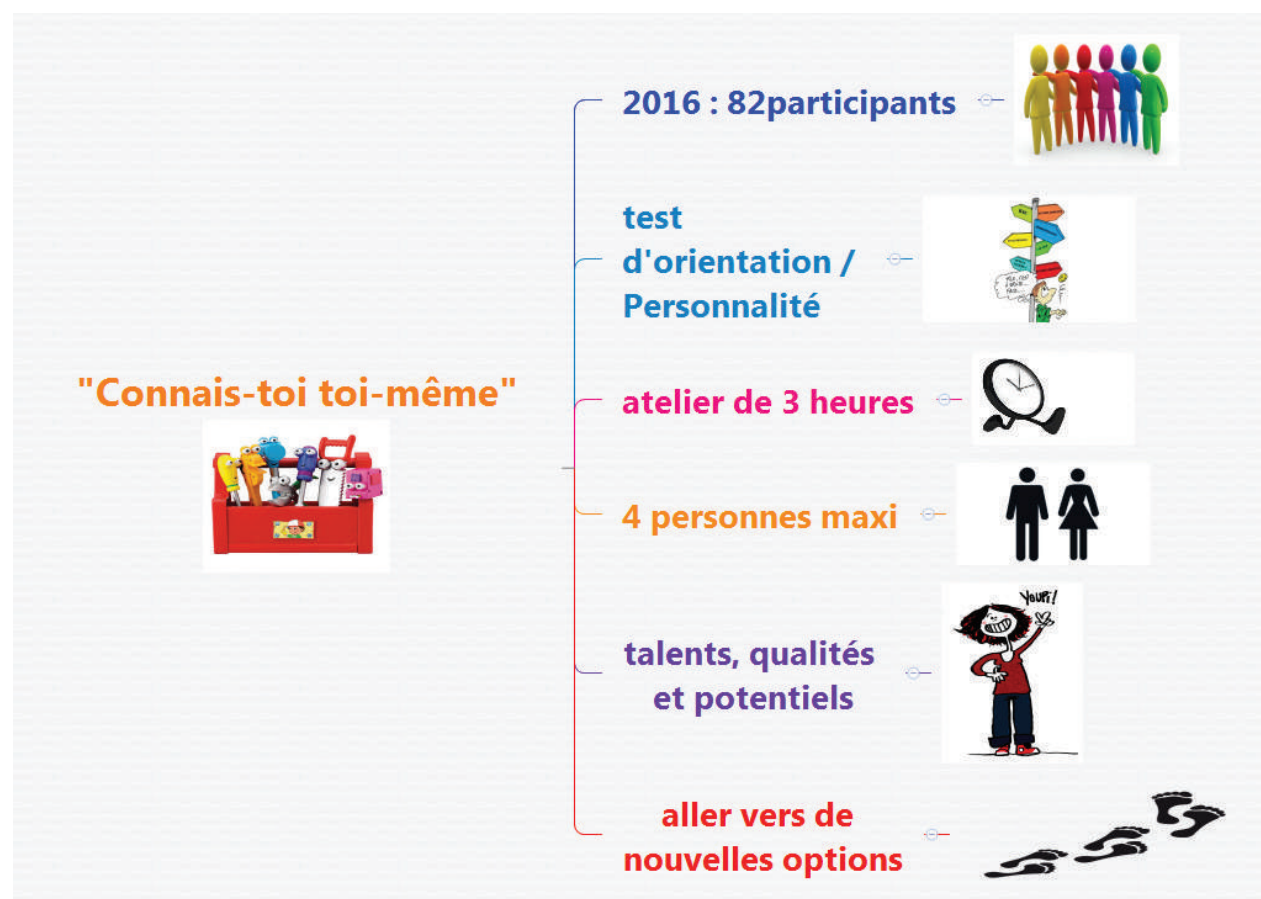 "Connais-toi toi-même"
2016 : 82participants
test
d'orientation /
Personnalité
atelier de 3 heures
4 personnes maxi
talents, qualités
et potentiels
YOUPi!
aller vers de
nouvelles options